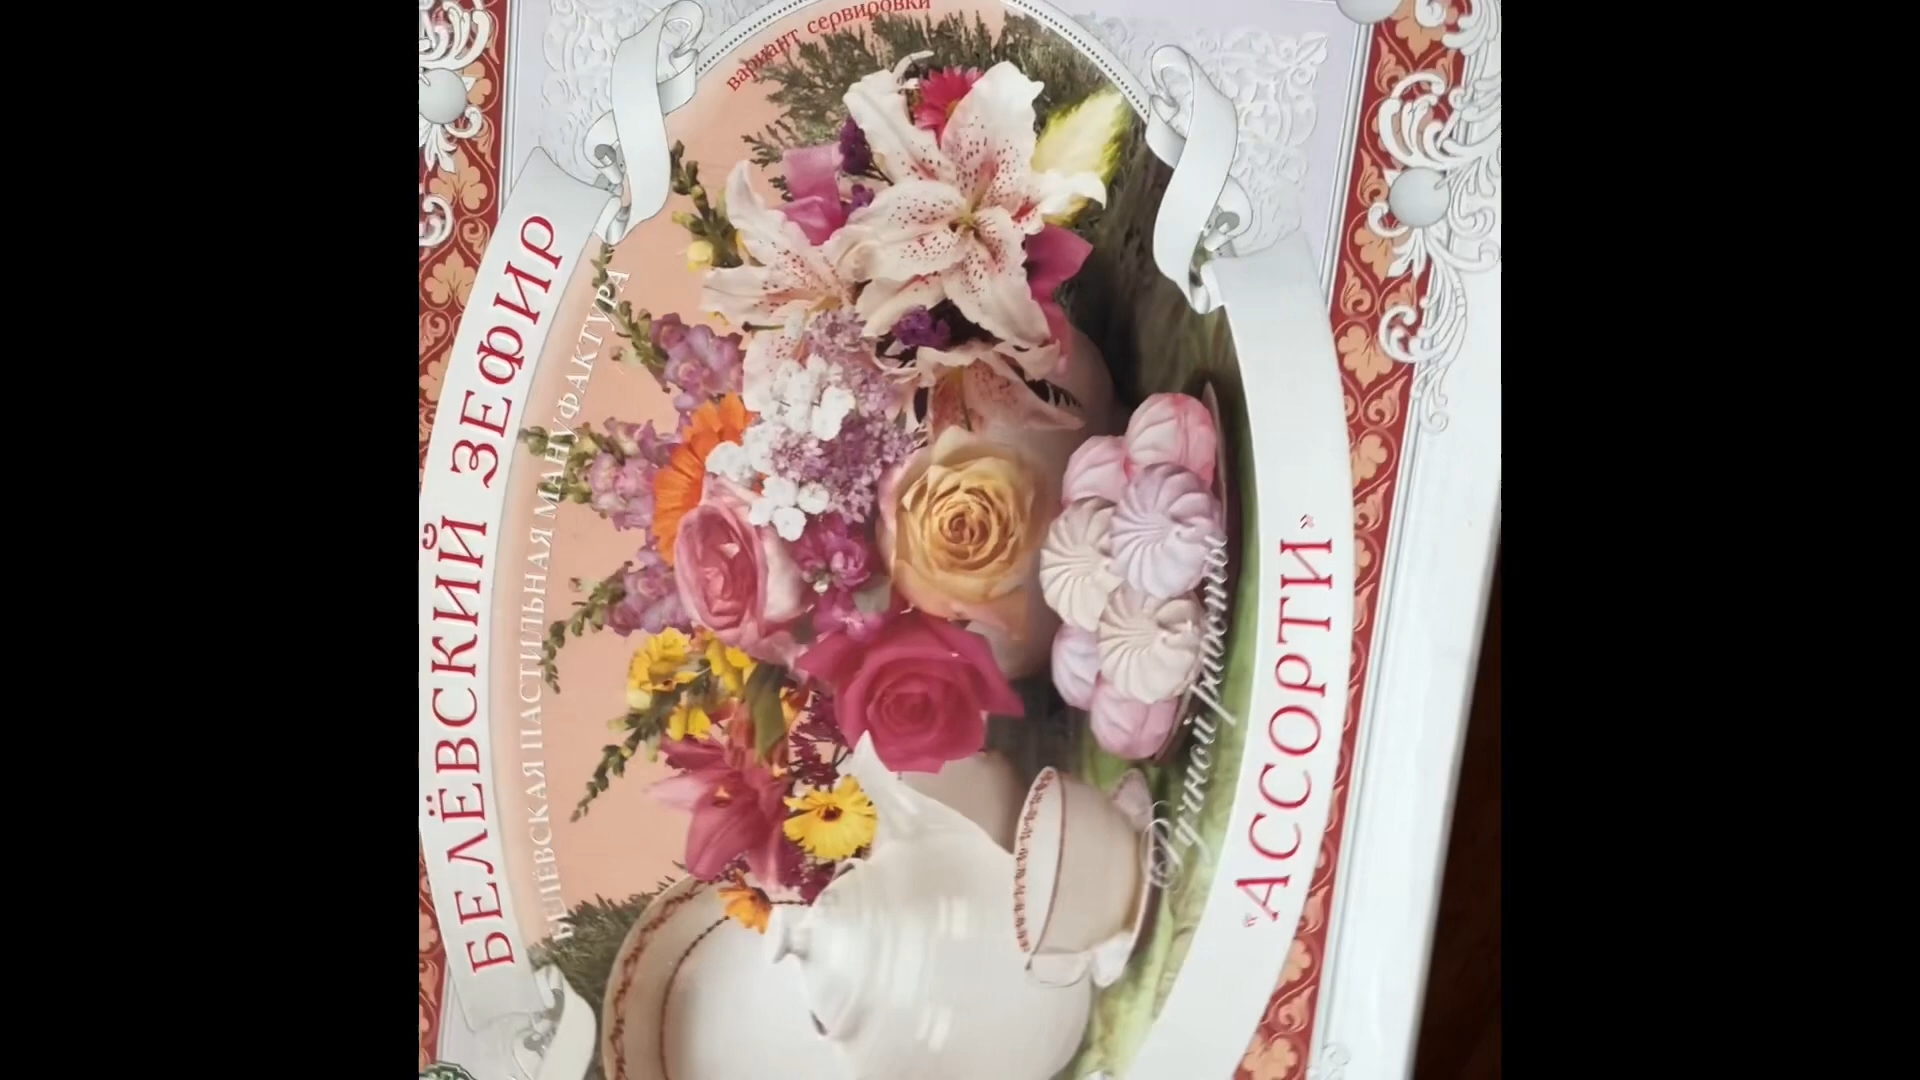 БЕЛЁВСКИЙ ЗЕФИР
БЕЛЁВСКАЯ ПАСТИЛЬНАЯ МАНУФАКТУРА
вариант сервировки
Ручной работы
"АССОРТИ"